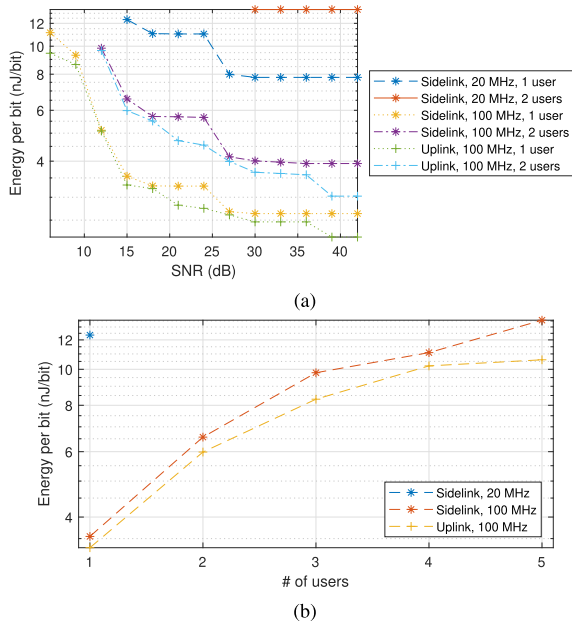 12
10
8
6
4
10 15 20 25 30 35 40
Energy per bit (nJ/bit)
SNR (dB)
Sidelink, 20 MHz, 1 user
Sidelink, 20 MHz, 2 users
Sidelink, 100 MHz, 1 user
Sidelink, 100 MHz, 2 users
Uplink, 100 MHz, 1 user
Uplink, 100 MHz, 2 users
(a)
12
10
8
6
4
1 2 3 4 5
Energy per bit (nJ/bit)
# of users
Sidelink, 20 MHz
Sidelink, 100 MHz
Uplink, 100 MHz
(b)